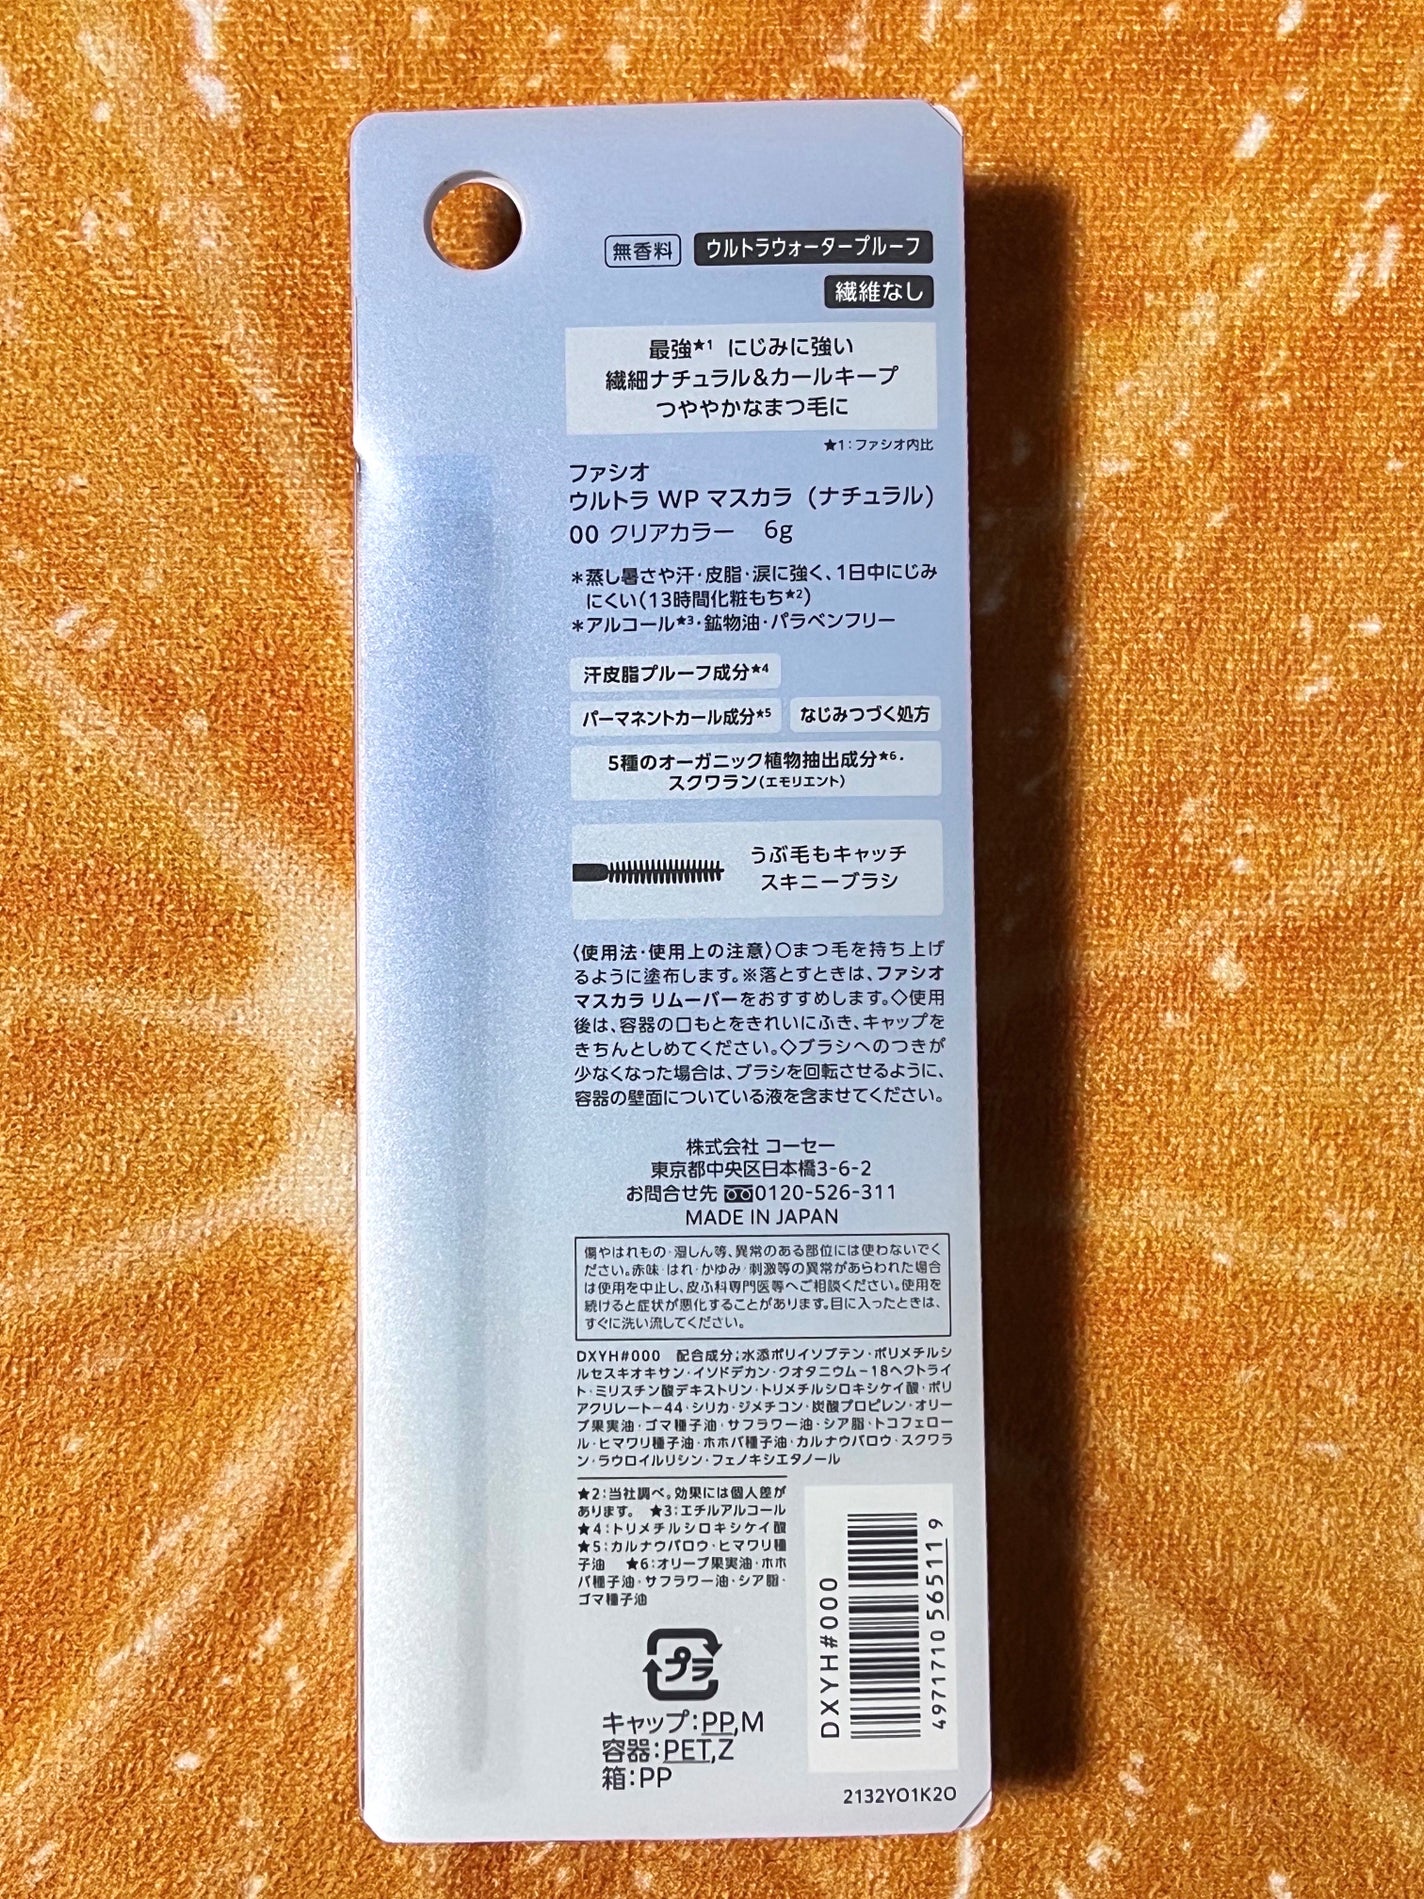 無香料 ウルトラウォータープルーフ
繊維なし
最強★1 にじみに強い
繊細ナチュラル&カールキープ
つややかなまつ毛に
★1:ファシオ内比
ファシオ
ウルトラ WP マスカラ (ナチュラル)
00 クリアカラー 6g
*蒸し暑さや汗・皮脂・涙に強く、1日中にじみ
にくい(13時間化粧もち★2)
*アルコール★3・鉱物油・パラベンフリー
汗皮脂プルーフ成分★4
パーマネントカール成分★5 なじみつづく処方
5種のオーガニック植物抽出成分★6・
スクワラン(エモリエント)
うぶ毛もキャッチ
スキニーブラシ
〈使用法・使用上の注意〉○まつ毛を持ち上げ
るように塗布します。※落とすときは、ファシオ
マスカラ リムーバーをおすすめします。◇使用
後は、容器の口もとをきれいにふき、キャップを
きちんとしめてください。◇ブラシへのつきが
少なくなった場合は、ブラシを回転させるように、
容器の壁面についている液を含ませてください。
株式会社 コーセー
東京都中央区日本橋3-6-2
お問合せ先 0120-526-311
MADE IN JAPAN
傷やはれもの・湿しん等、異常のある部位には使わないでく
ださい。赤味・はれ・かゆみ・刺激等の異常があらわれた場合
は使用を中止し、皮ふ科専門医等へご相談ください。使用を
続けると症状が悪化することがあります。目に入ったときは、
すぐに洗い流してください。
DXYH#000 配合成分:水添ポリイソブテン・ポリメチルシ
ルセスキオキサン・イソドデカン・クオタニウム-18ヘクトライ
ト・ミリスチン酸デキストリン・トリメチルシロキシケイ酸・ポリ
アクリレート-44・シリカ・ジメチコン・炭酸プロピレン・オリー
ブ果実油・ゴマ種子油・サフラワー油・シア脂・トコフェロー
ル・ヒマワリ種子油・ホホバ種子油・カルナウバロウ・スクワラ
ン・ラウロイルリシン・フェノキシエタノール
★2:当社調べ。効果には個人差が
あります。 ★3:エチルアルコール
★4:トリメチルシロキシケイ酸
★5:カルナウバロウ・ヒマワリ種
子油 ★6:オリーブ果実油・ホホ
バ種子油・サフラワー油・シア脂・
ゴマ種子油
プラ
キャップ:PP,M
容器:PET,Z
箱:PP
DXYH#000
4971710 565119
2132YO1K2O